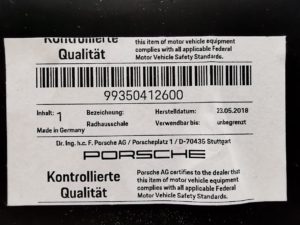 Kontrollierte
Qualität
this item of motor vehicle equipment
complies with all applicable Federal
Motor Vehicle Safety Standards.
99350412600
Inhalt: 1 Bezeichnung: Herstelldatum: 23.05.2018
Radhausschale Verwendbar bis: unbegrenzt
Made in Germany
Dr. Ing. h.c. F. Porsche AG / Porscheplatz 1 / D-70435 Stuttgart
PORSCHE
Kontrollierte
Qualität
Porsche AG certifies to the dealer that
this item of motor vehicle equipment
complies with all applicable Federal
Motor Vehicle Safety Standards.